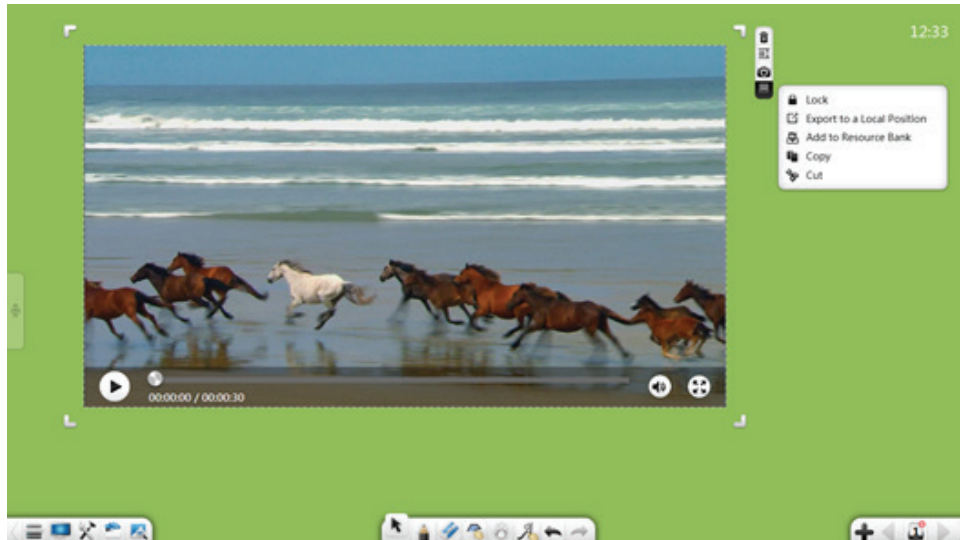 12:33
Lock
Export to a Local Position
Add to Resource Bank
Copy
Cut
00:00:00 / 00:00:30
1